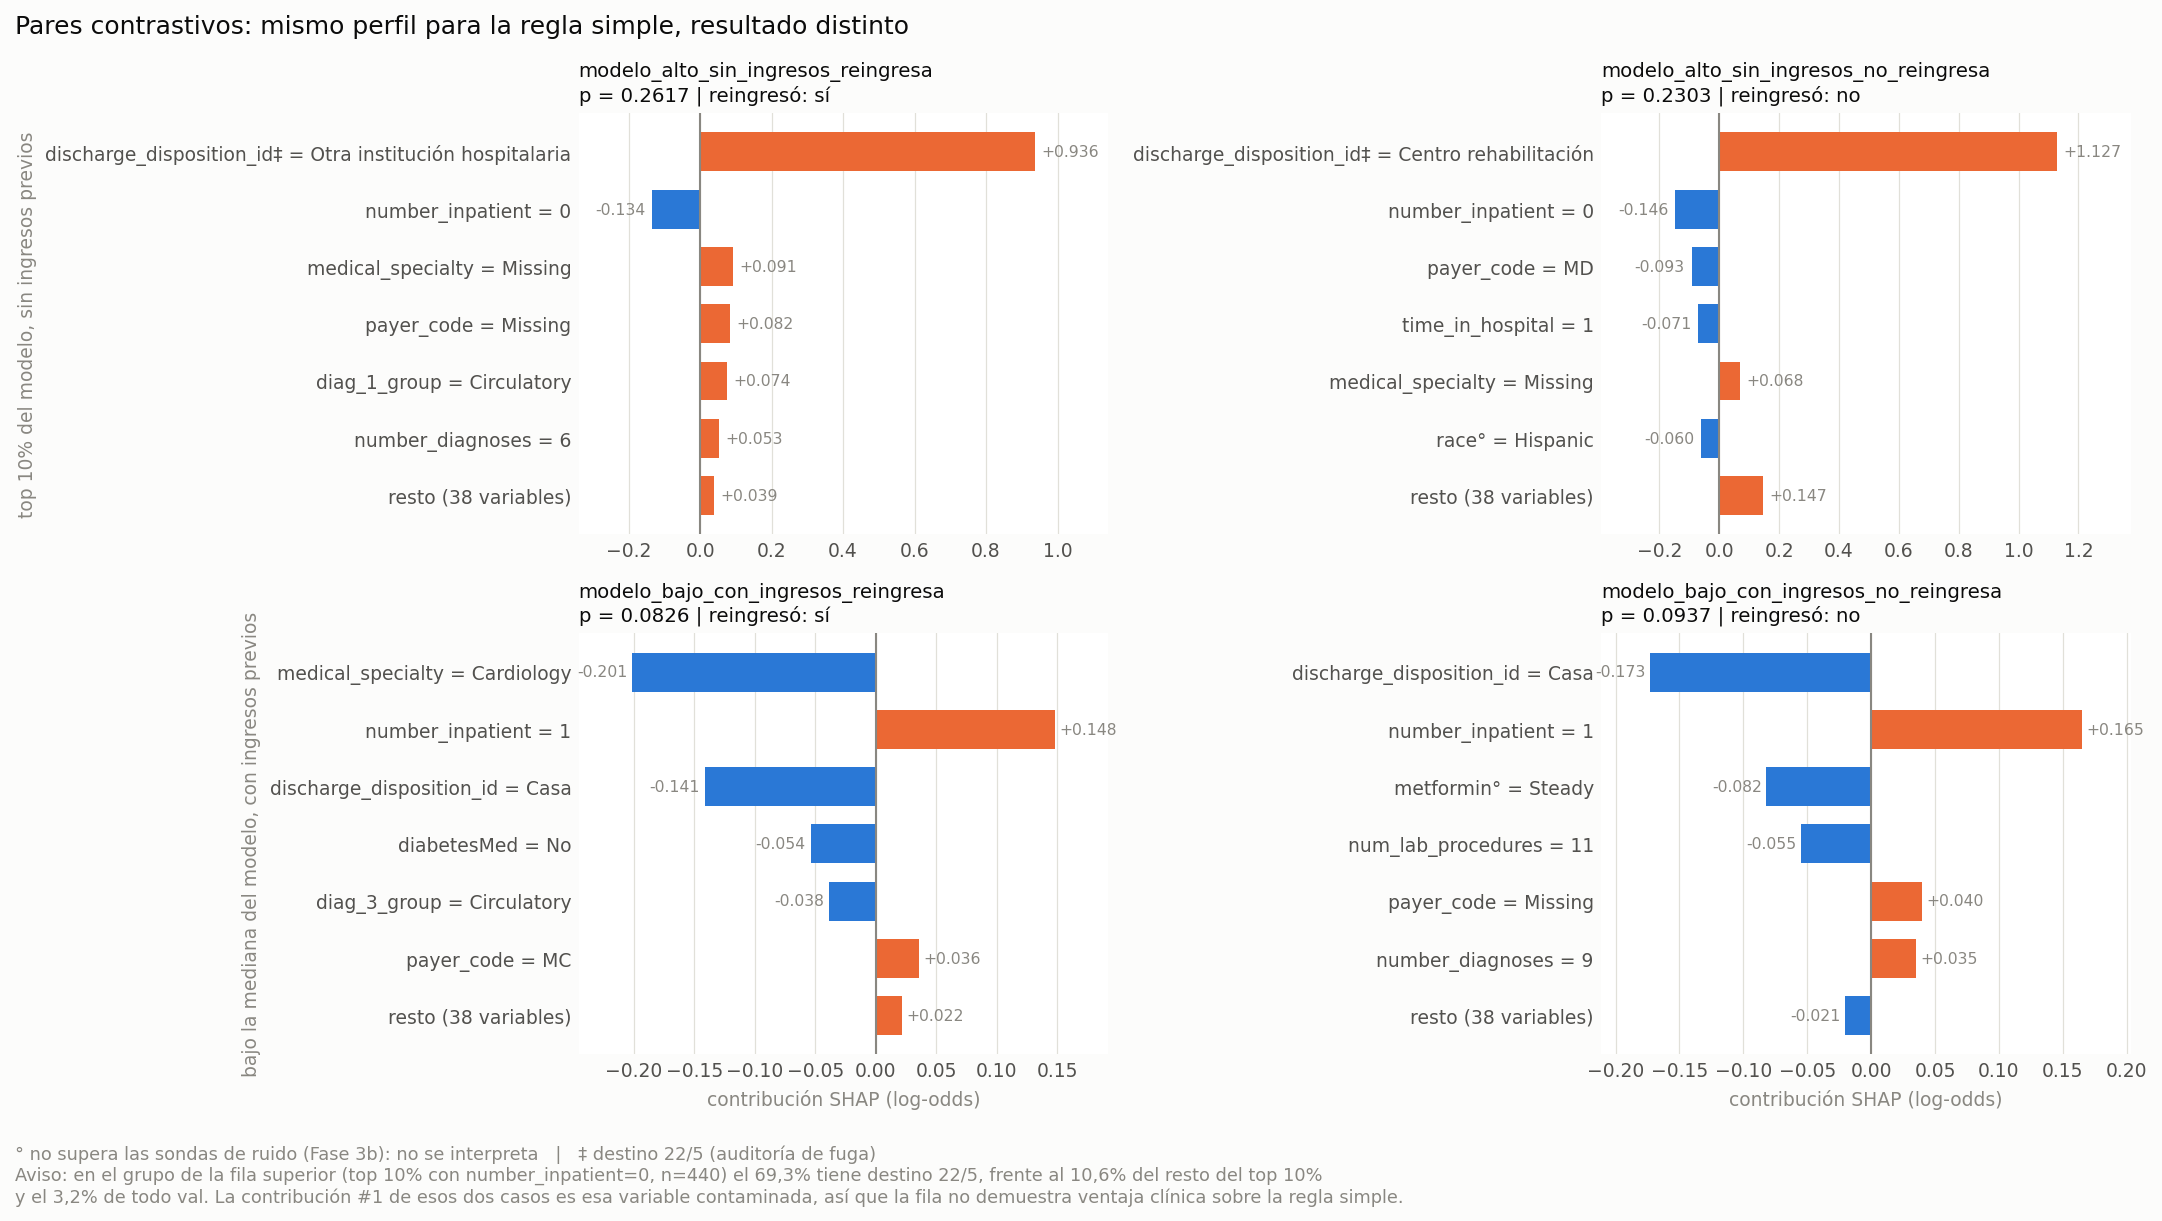 Pares contrastivos: mismo perfil para la regla simple, resultado distinto
modelo_alto_sin_ingresos_reingresa
p = 0.2617 | reingresó: sí
top 10% del modelo, sin ingresos previos
discharge_disposition_id‡ = Otra institución hospitalaria
+0.936
number_inpatient = 0
-0.134
medical_specialty = Missing
+0.091
payer_code = Missing
+0.082
diag_1_group = Circulatory
+0.074
number_diagnoses = 6
+0.053
resto (38 variables)
+0.039
−0.2 0.0 0.2 0.4 0.6 0.8 1.0
modelo_alto_sin_ingresos_no_reingresa
p = 0.2303 | reingresó: no
discharge_disposition_id‡ = Centro rehabilitación
+1.127
number_inpatient = 0
-0.146
payer_code = MD
-0.093
time_in_hospital = 1
-0.071
medical_specialty = Missing
+0.068
race° = Hispanic
-0.060
resto (38 variables)
+0.147
−0.2 0.0 0.2 0.4 0.6 0.8 1.0 1.2
modelo_bajo_con_ingresos_reingresa
p = 0.0826 | reingresó: sí
bajo la mediana del modelo, con ingresos previos
medical_specialty = Cardiology
-0.201
number_inpatient = 1
+0.148
discharge_disposition_id = Casa
-0.141
diabetesMed = No
-0.054
diag_3_group = Circulatory
-0.038
payer_code = MC
+0.036
resto (38 variables)
+0.022
−0.20 −0.15 −0.10 −0.05 0.00 0.05 0.10 0.15
contribución SHAP (log-odds)
modelo_bajo_con_ingresos_no_reingresa
p = 0.0937 | reingresó: no
discharge_disposition_id = Casa
-0.173
number_inpatient = 1
+0.165
metformin° = Steady
-0.082
num_lab_procedures = 11
-0.055
payer_code = Missing
+0.040
number_diagnoses = 9
+0.035
resto (38 variables)
-0.021
−0.20 −0.15 −0.10 −0.05 0.00 0.05 0.10 0.15 0.20
contribución SHAP (log-odds)
° no supera las sondas de ruido (Fase 3b): no se interpreta | ‡ destino 22/5 (auditoría de fuga)
Aviso: en el grupo de la fila superior (top 10% con number_inpatient=0, n=440) el 69,3% tiene destino 22/5, frente al 10,6% del resto del top 10%
y el 3,2% de todo val. La contribución #1 de esos dos casos es esa variable contaminada, así que la fila no demuestra ventaja clínica sobre la regla simple.